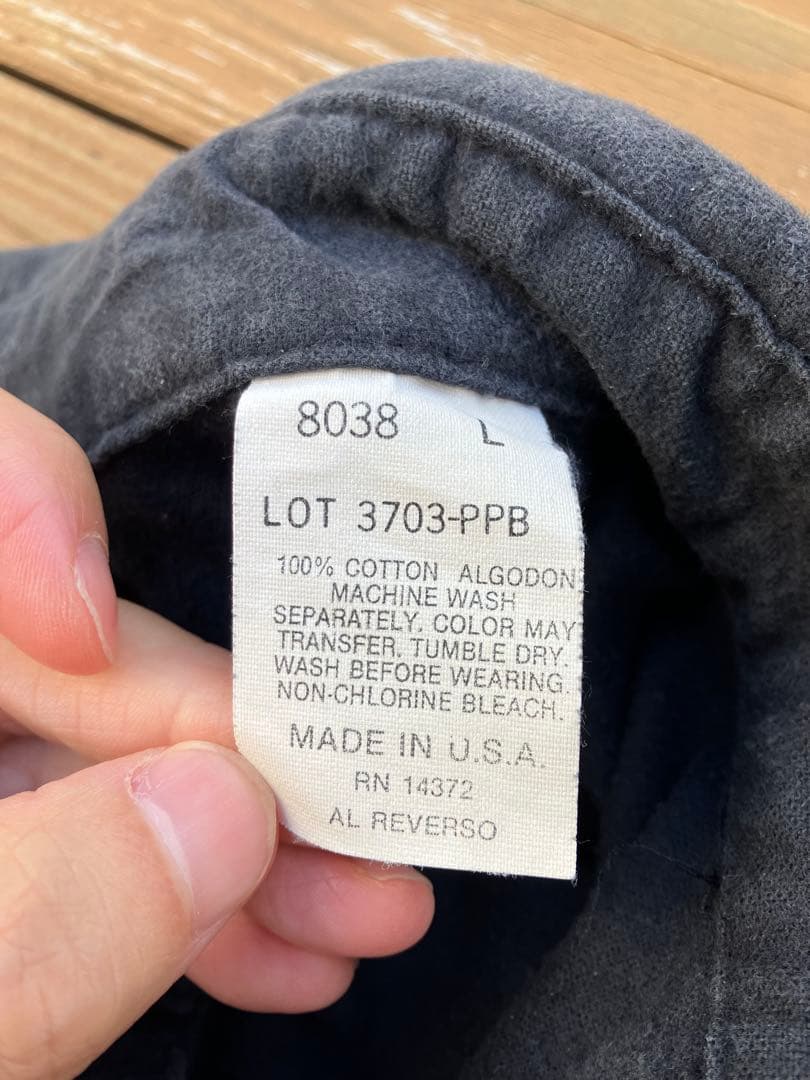 8038 L
LOT 3703-PPB
100% COTTON ALGODON
MACHINE WASH
SEPARATELY. COLOR MAY
TRANSFER. TUMBLE DRY.
WASH BEFORE WEARING.
NON-CHLORINE BLEACH.
MADE IN U.S.A.
RN 14372
AL REVERSO